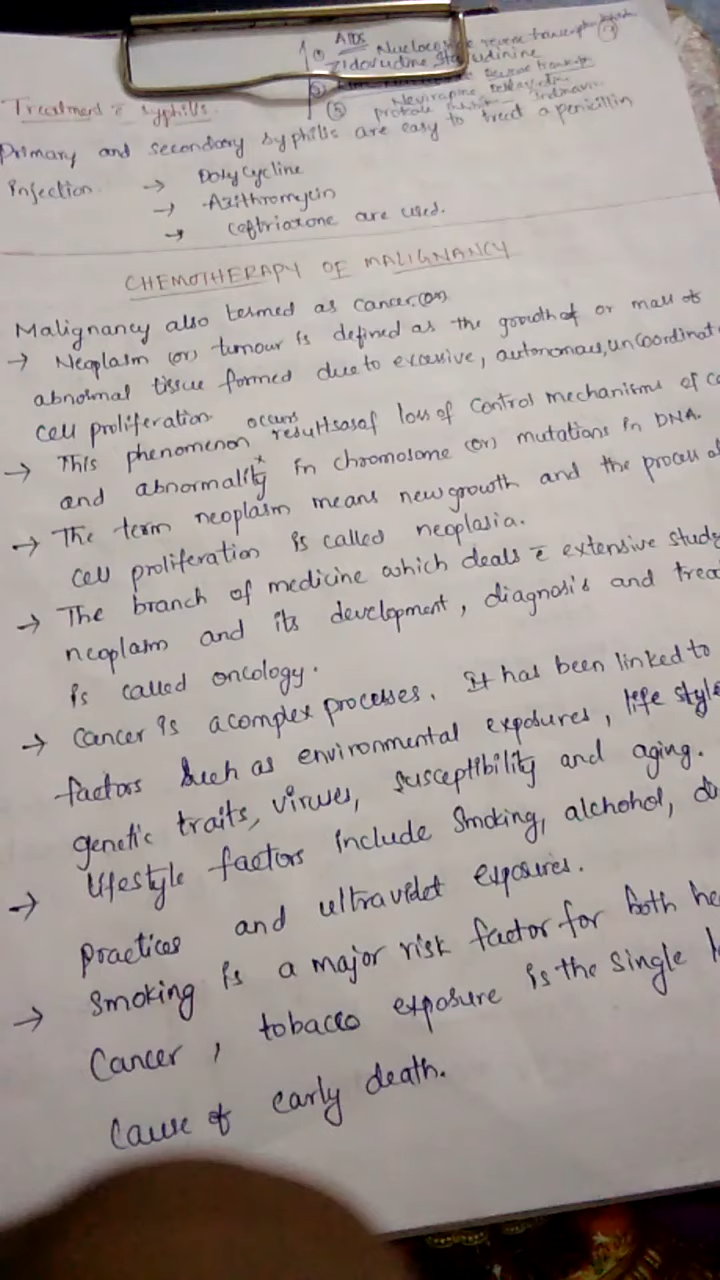 AIDS
Zidovudine
Nevirapine
Treatment c̄ syphills.
Primary and secondary syphills are easy to treat a penicillin
infection. → Doxycycline
→ Azithromycin
→ ceftriaxone are used.
CHEMOTHERAPY OF MALIGNANCY
Malignancy also termed as cancer (or)
→ Neoplasm (or) tumour is defined as the growth of or mass of
abnormal tissue formed due to excessive, autonomous, uncoordinat
cell proliferation.
→ This phenomenon occurs results as of loss of control mechanisms of
and abnormality in chromosome (or) mutations in DNA.
→ The term neoplasm means new growth and the process of
cell proliferation is called neoplasia.
→ The branch of medicine which deals c̄ extensive study
neoplasm and its development, diagnosis and trea
is called oncology.
→ Cancer is a complex processes. It has been linked to
factors such as environmental exposures, life style
genetic traits, viruses, susceptibility and aging.
→ Lifestyle factors include smoking, alchohol,
practices and ultraviolet exposures.
→ Smoking is a major risk factor for both he
Cancer, tobacco exposure is the single
Cause of early death.